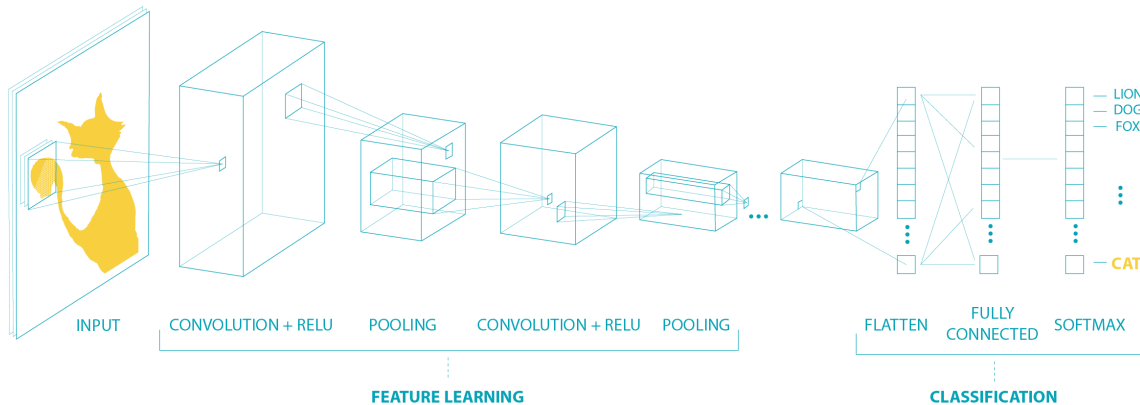 LION
DOG
FOX
CAT
INPUT
CONVOLUTION + RELU
POOLING
CONVOLUTION + RELU
POOLING
FLATTEN
FULLY
CONNECTED
SOFTMAX
FEATURE LEARNING
CLASSIFICATION